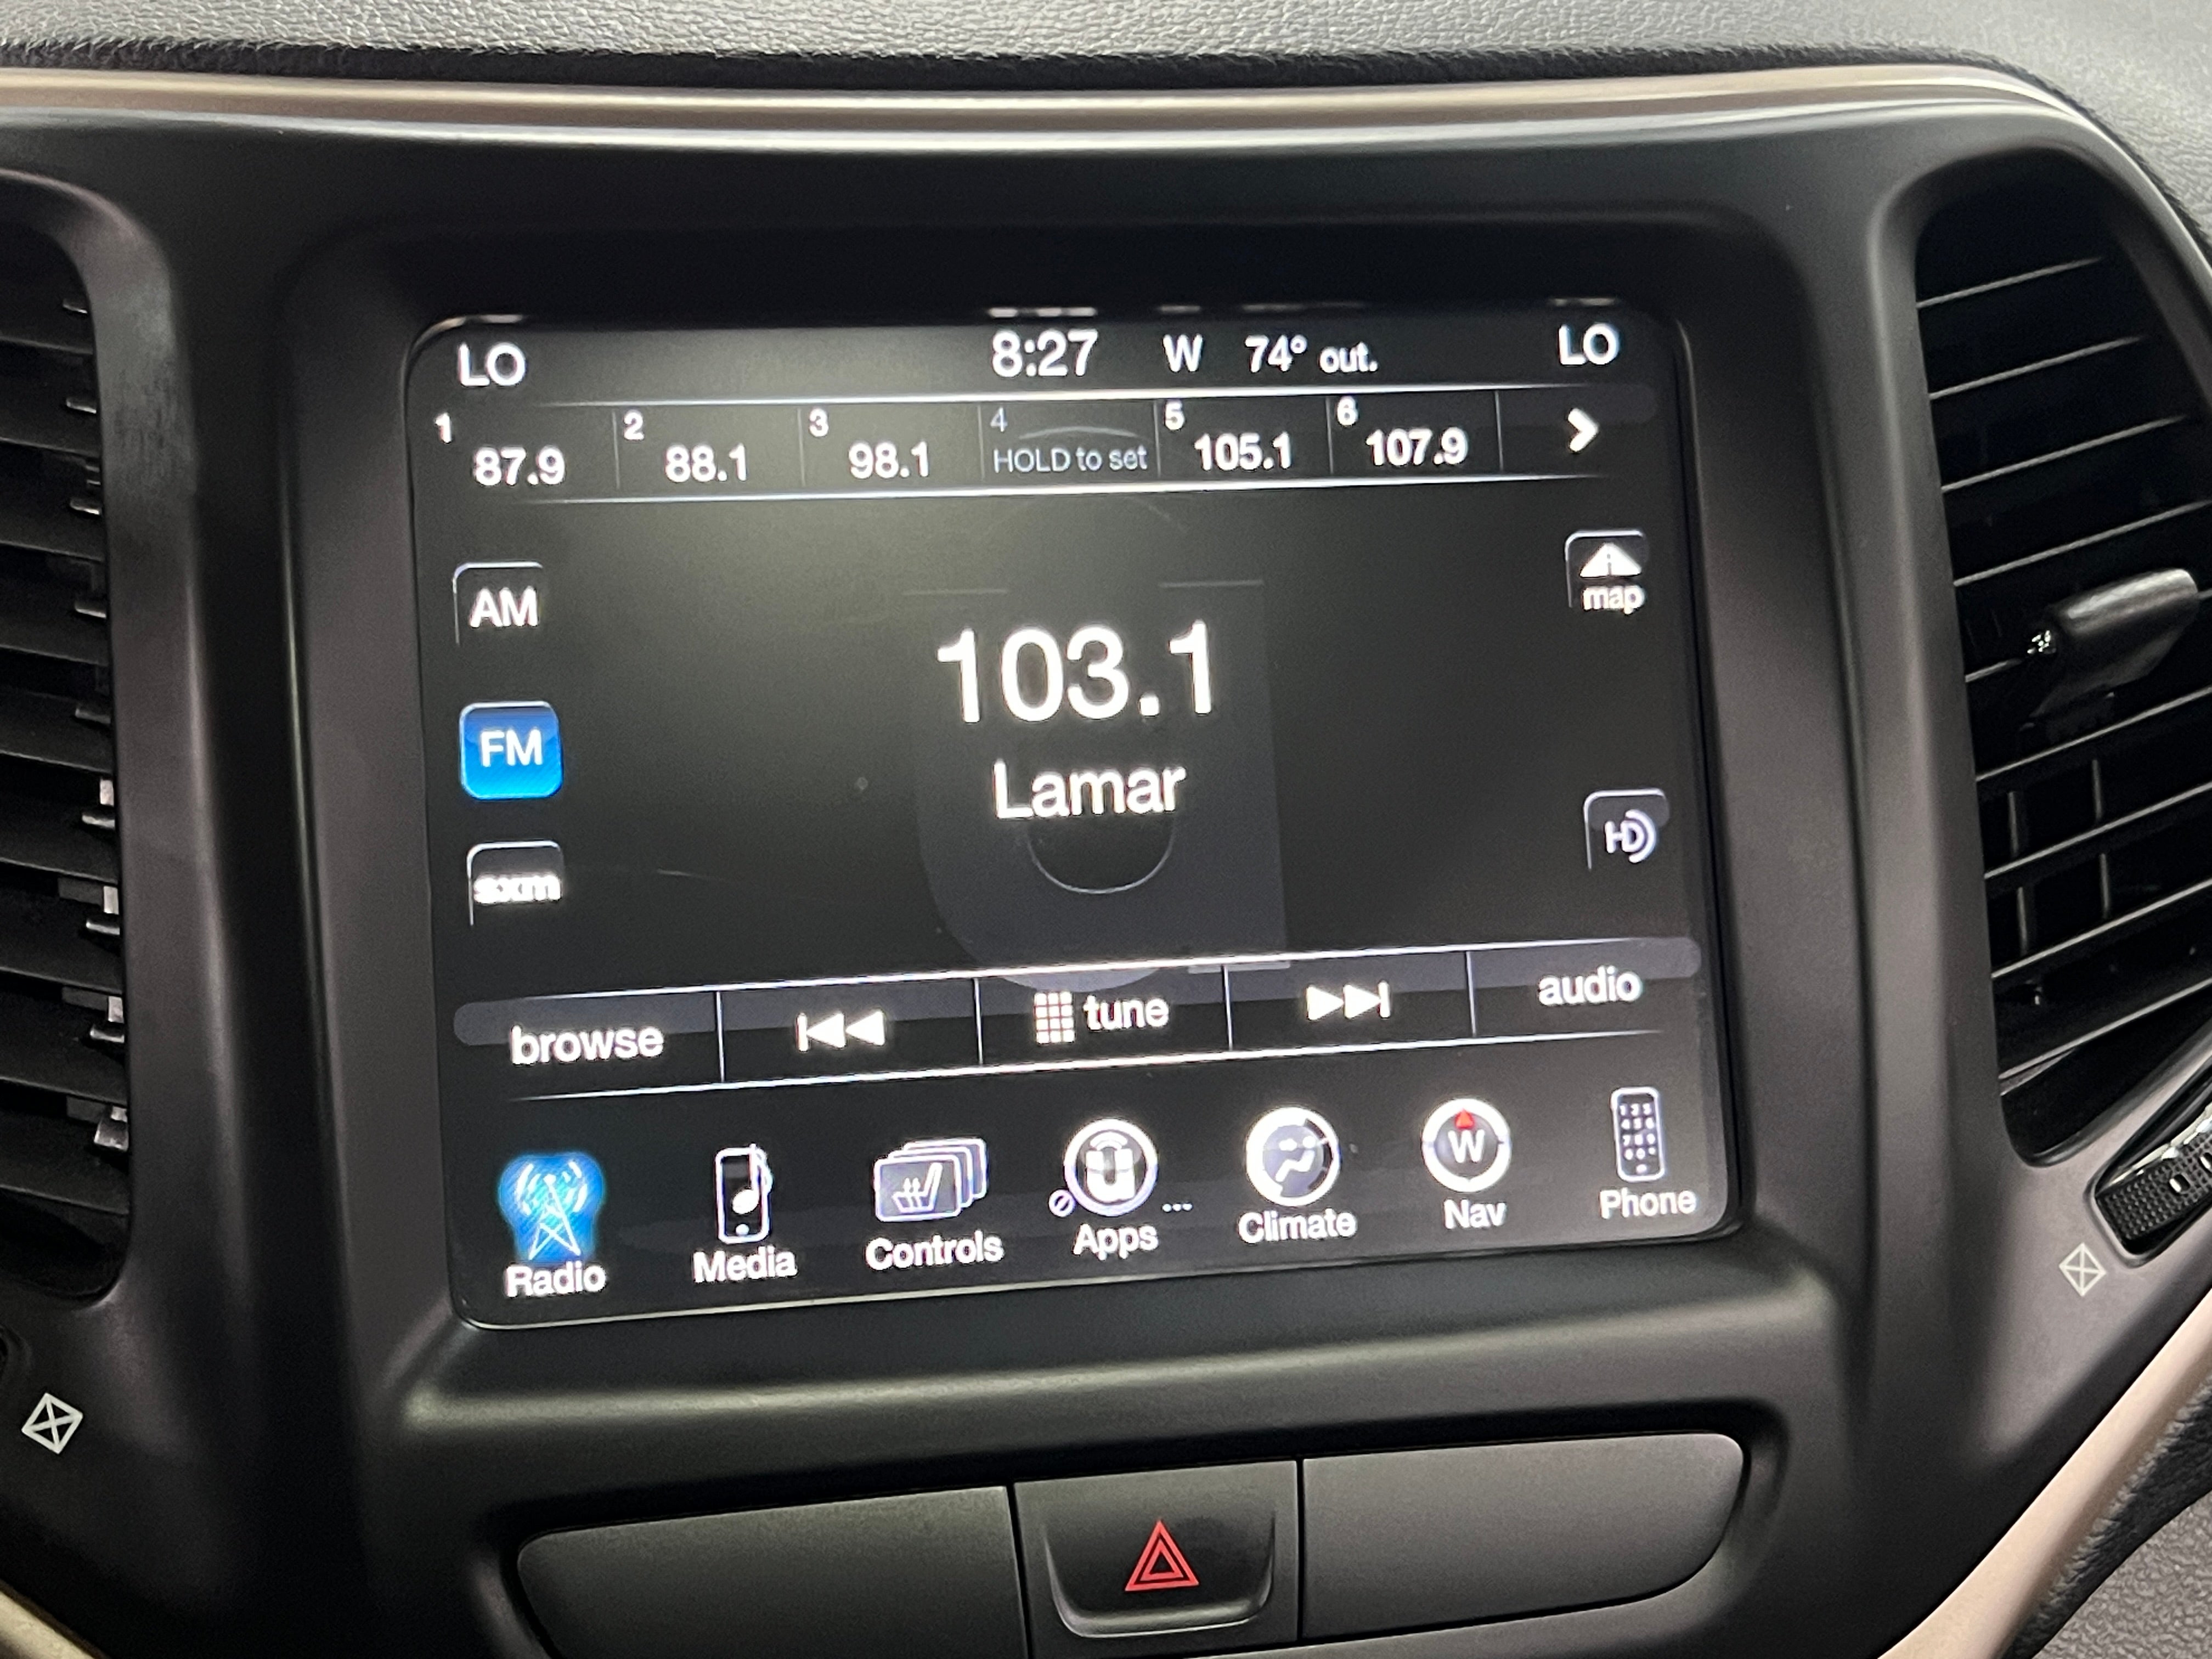 LO 8:27 W 74° out. LO
1 87.9 2 88.1 3 98.1 4 HOLD to set 5 105.1 6 107.9
AM
map
103.1
FM
Lamar
HD
sxm
browse tune audio
W
Radio Media Controls Apps ... Climate Nav Phone